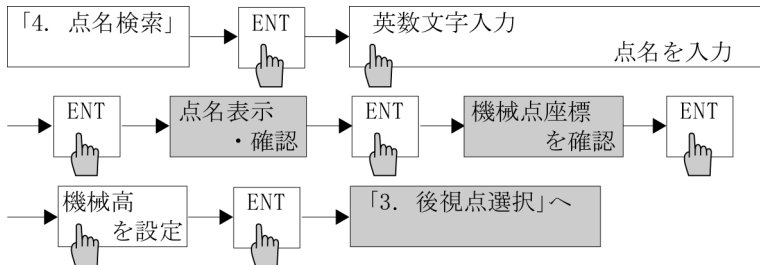 「4. 点名検索」
ENT
英数文字入力
点名を入力
ENT
点名表示
・確認
ENT
機械点座標
を確認
ENT
機械高
を設定
ENT
「3. 後視点選択」へ